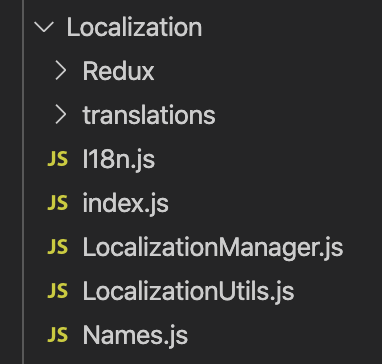 Localization
Redux
translations
JS I18n.js
JS index.js
JS LocalizationManager.js
JS LocalizationUtils.js
JS Names.js